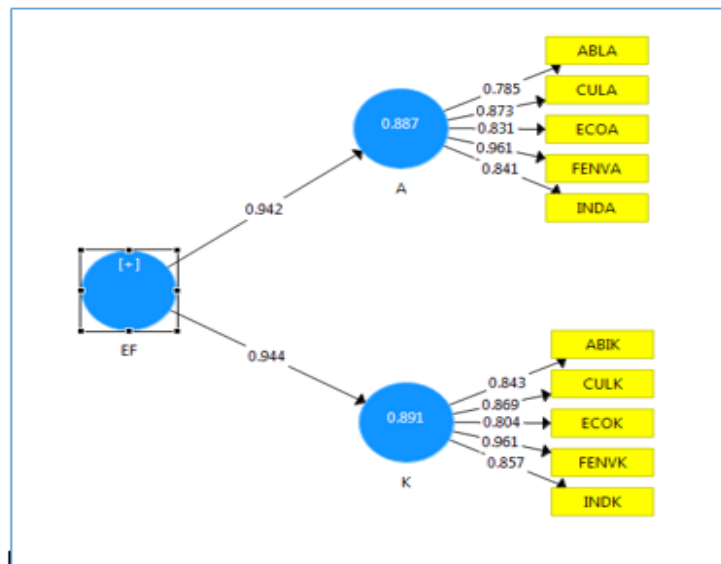 ABLA
0.785
CULA
0.873
0.887
0.831
ECOA
0.961
FENVA
0.841
A
INDA
0.942
[+]
EF
0.944
ABIK
0.843
CULK
0.869
0.891
0.804
ECOK
0.961
FENVK
0.857
K
INDK